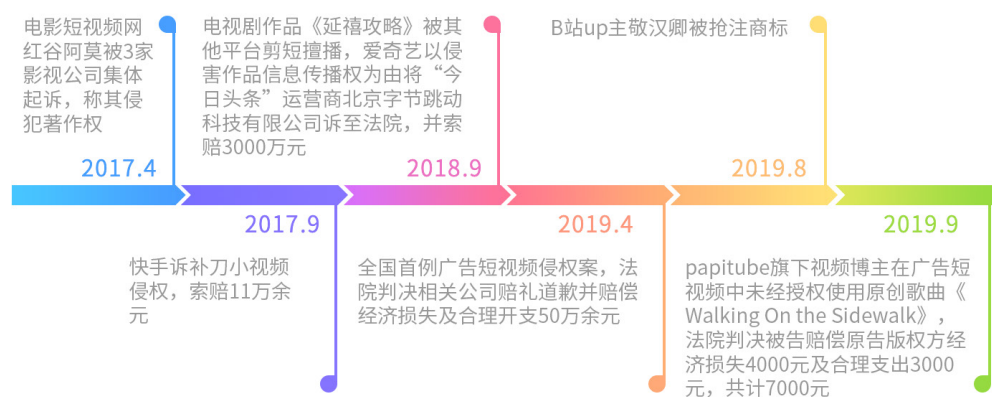 电影短视频网
红谷阿莫被3家
影视公司集体
起诉，称其侵
犯著作权
2017.4
电视剧作品《延禧攻略》被其
他平台剪短擅播，爱奇艺以侵
害作品信息传播权为由将“今
日头条”运营商北京字节跳动
科技有限公司诉至法院，并索
赔3000万元
2018.9
B站up主敬汉卿被抢注商标
2019.8
2017.9
快手诉补刀小视频
侵权，索赔11万余
元
2019.4
全国首例广告短视频侵权案，法
院判决相关公司赔礼道歉并赔偿
经济损失及合理开支50万余元
2019.9
papitube旗下视频博主在广告短
视频中未经授权使用原创歌曲《
Walking On the Sidewalk》，
法院判决被告赔偿原告版权方经
济损失4000元及合理支出3000
元，共计7000元